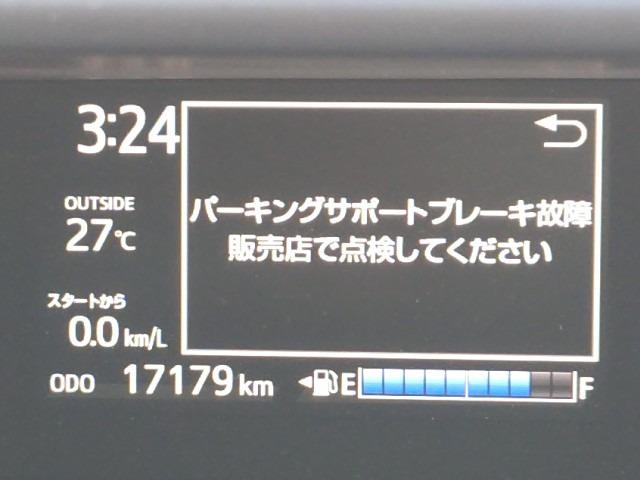 3:24
OUTSIDE
27℃
スタートから
0.0 km/L
パーキングサポートブレーキ故障
販売店で点検してください
ODO 17179 km
E F